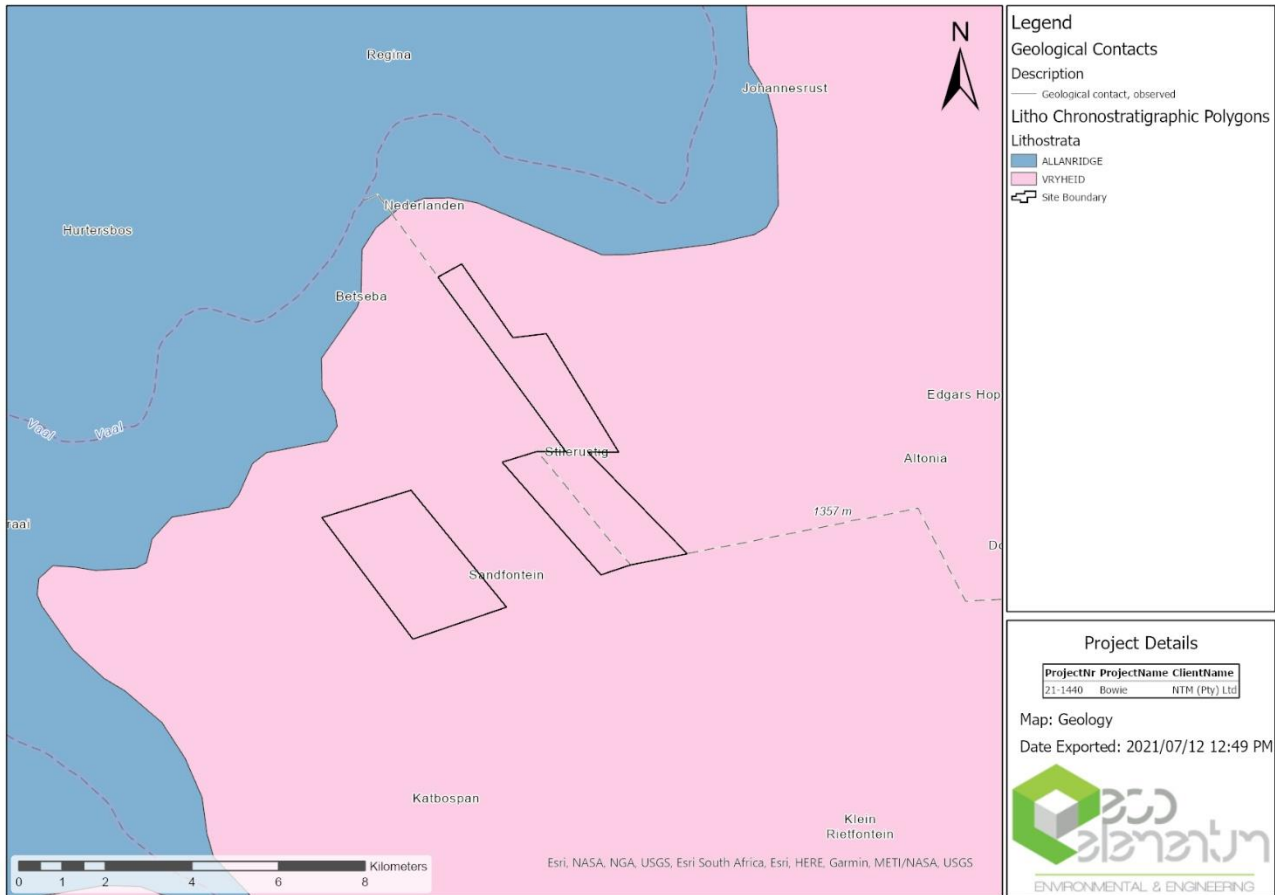 Regina
N
Johannesrust
Nederlanden
Hurtersbos
Betseba
Edgars Hop
Vaal Vaal
Stilerustig
Altonia
1357 m
raai
Do
Sandfontein
Katbospan
Klein
Rietfontein
Kilometers
0 1 2 4 6 8
Esri, NASA, NGA, USGS, Esri South Africa, Esri, HERE, Garmin, METI/NASA, USGS
Legend
Geological Contacts
Description
Geological contact, observed
Litho Chronostratigraphic Polygons
Lithostrata
ALLANRIDGE
VRYHEID
Site Boundary
Project Details
ProjectNr ProjectName ClientName
21-1440 Bowie NTM (Pty) Ltd
Map: Geology
Date Exported: 2021/07/12 12:49 PM
eco
elementum
ENVIRONMENTAL & ENGINEERING